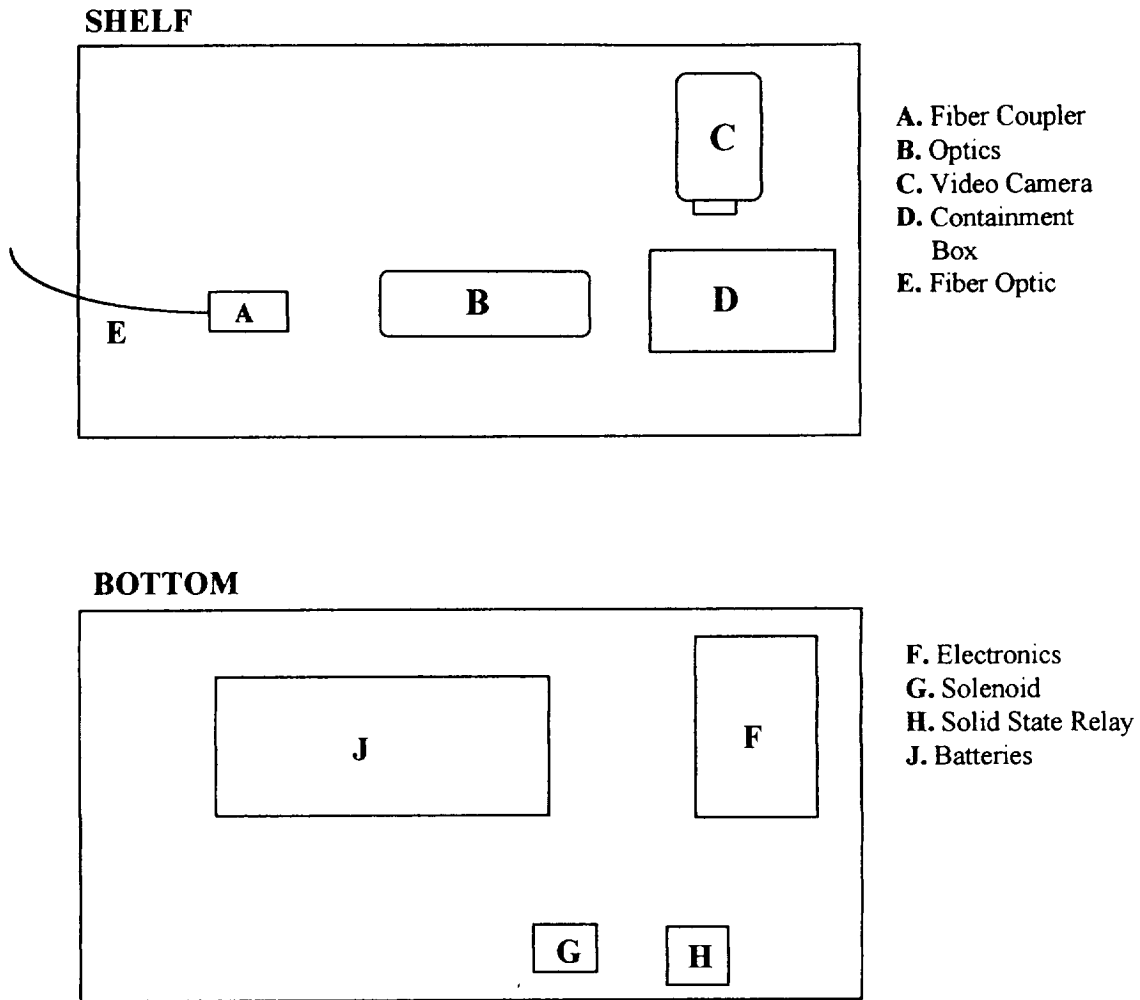 SHELF
C
A. Fiber Coupler
B. Optics
C. Video Camera
D. Containment
Box
E. Fiber Optic
E
A
B
D
BOTTOM
J
F
F. Electronics
G. Solenoid
H. Solid State Relay
J. Batteries
G
H